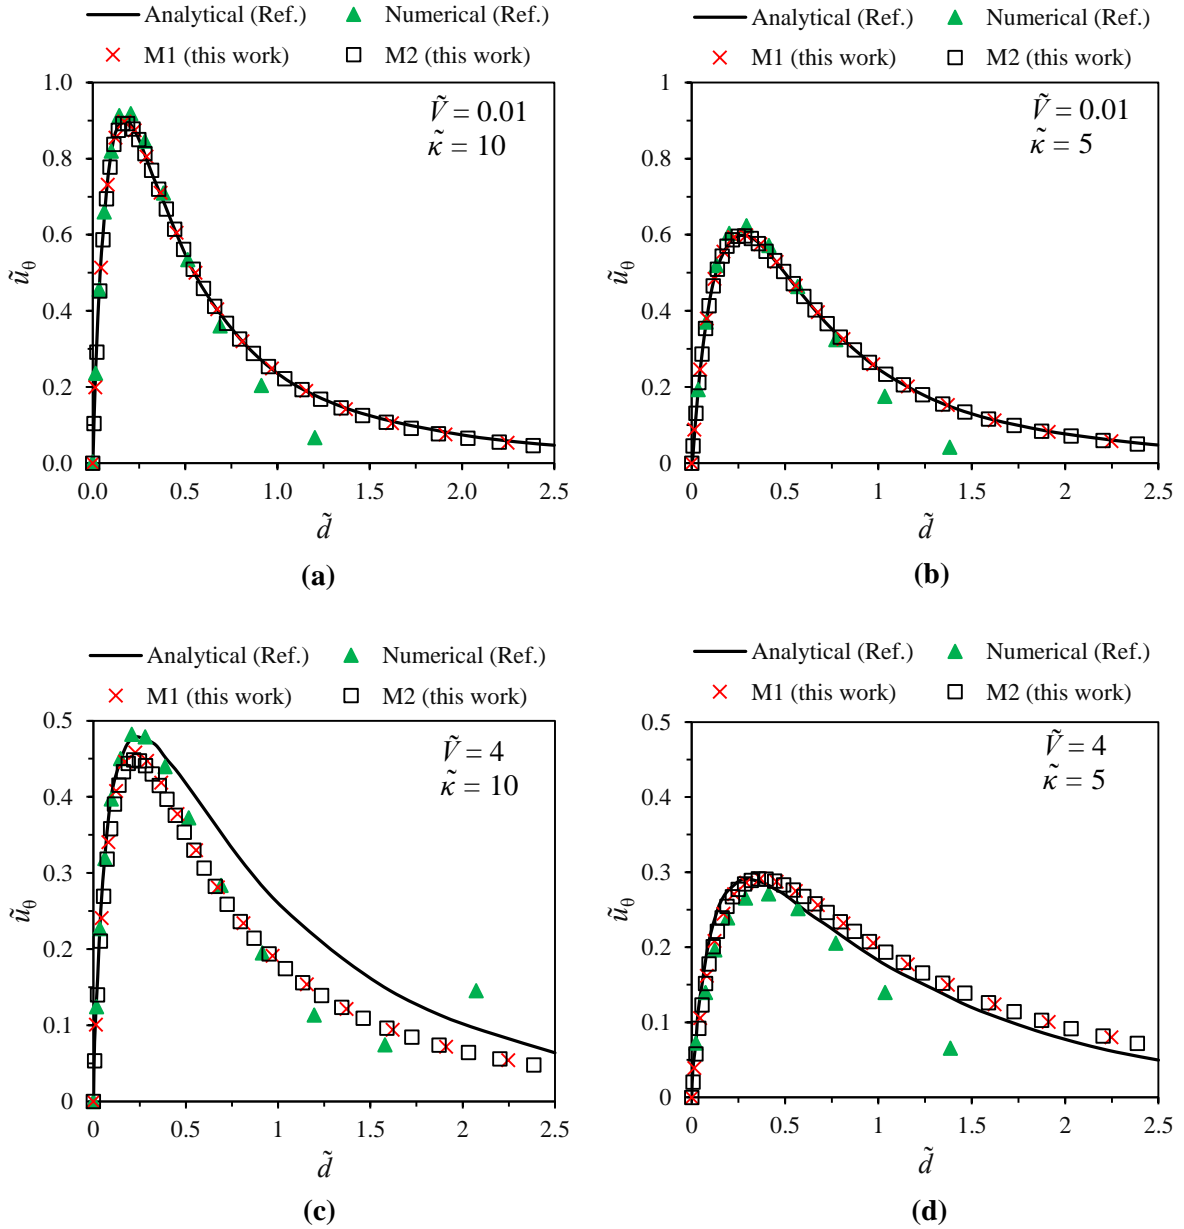 Analytical (Ref.) Numerical (Ref.)
M1 (this work) M2 (this work)
Ṽ = 0.01
κ̃ = 10
1.0
0.8
0.6
0.4
0.2
0.0
ũθ
0.0 0.5 1.0 1.5 2.0 2.5
d̃
(a)
Analytical (Ref.) Numerical (Ref.)
M1 (this work) M2 (this work)
Ṽ = 0.01
κ̃ = 5
1
0.8
0.6
0.4
0.2
0
ũθ
0 0.5 1 1.5 2 2.5
d̃
(b)
Analytical (Ref.) Numerical (Ref.)
M1 (this work) M2 (this work)
Ṽ = 4
κ̃ = 10
0.5
0.4
0.3
0.2
0.1
0
ũθ
0 0.5 1 1.5 2 2.5
d̃
(c)
Analytical (Ref.) Numerical (Ref.)
M1 (this work) M2 (this work)
Ṽ = 4
κ̃ = 5
0.5
0.4
0.3
0.2
0.1
0
ũθ
0 0.5 1 1.5 2 2.5
d̃
(d)